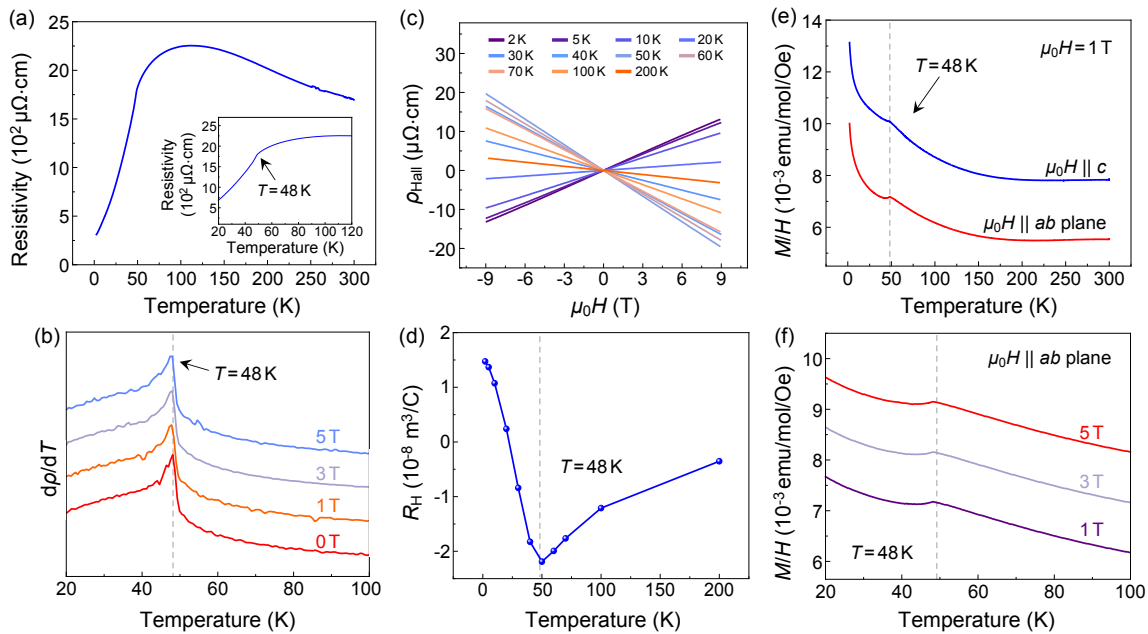 (a)
Resistivity (10² μΩ·cm)
25
20
15
10
5
0
0 50 100 150 200 250 300
Temperature (K)
Resistivity
(10² μΩ·cm)
25
20
15
10
5
20 40 60 80 100 120
Temperature (K)
T = 48 K
(b)
dρ/dT
T = 48 K
5 T
3 T
1 T
0 T
20 40 60 80 100
Temperature (K)
(c)
2 K 5 K 10 K 20 K
30 K 40 K 50 K 60 K
70 K 100 K 200 K
ρHall (μΩ·cm)
40
30
20
10
0
-10
-20
-9 -6 -3 0 3 6 9
μ₀H (T)
(d)
R_H (10⁻⁸ m³/C)
2
1
0
-1
-2
T = 48 K
0 50 100 150 200
Temperature (K)
(e)
μ₀H = 1 T
T = 48 K
μ₀H || c
μ₀H || ab plane
M/H (10⁻³ emu/mol/Oe)
14
12
10
8
6
0 50 100 150 200 250 300
Temperature (K)
(f)
μ₀H || ab plane
5 T
3 T
1 T
T = 48 K
M/H (10⁻³ emu/mol/Oe)
10
9
8
7
6
20 40 60 80 100
Temperature (K)